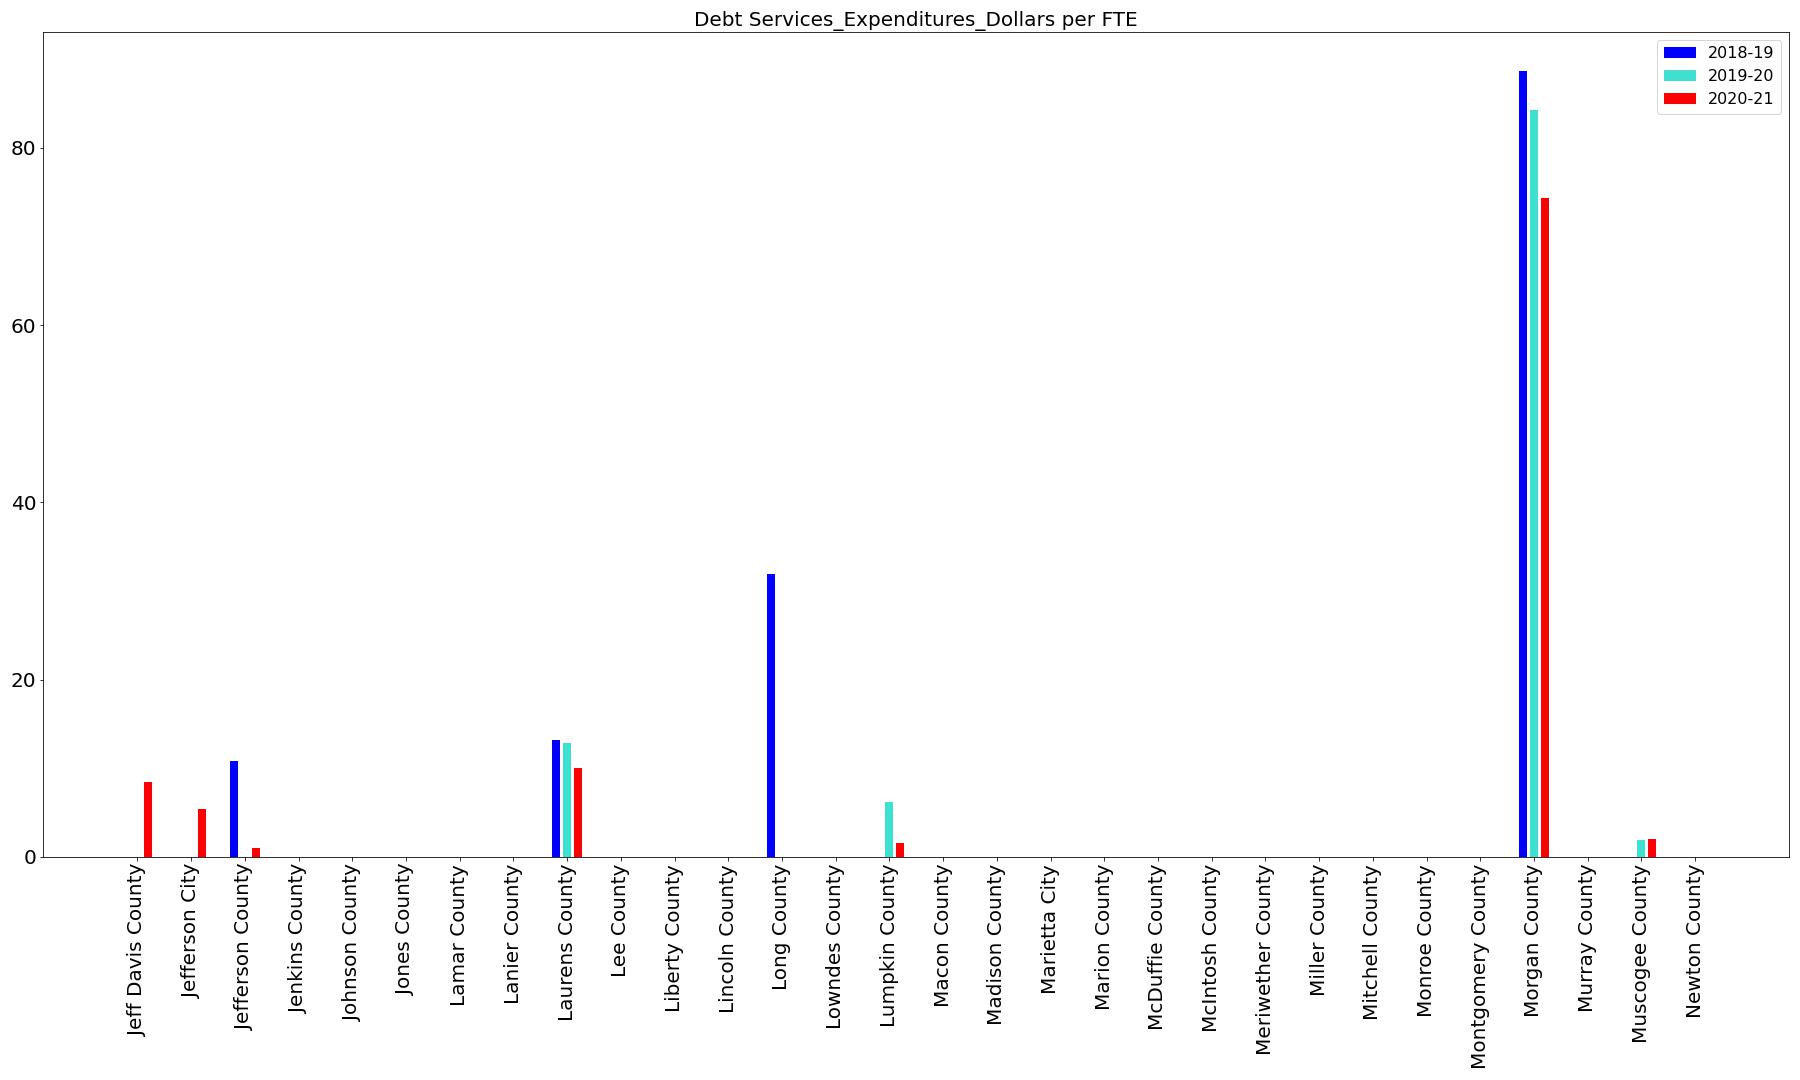 Debt Services_Expenditures_Dollars per FTE
2018-19
2019-20
2020-21
80
60
40
20
0
Jeff Davis County
Jefferson City
Jefferson County
Jenkins County
Johnson County
Jones County
Lamar County
Lanier County
Laurens County
Lee County
Liberty County
Lincoln County
Long County
Lowndes County
Lumpkin County
Macon County
Madison County
Marietta City
Marion County
McDuffie County
McIntosh County
Meriwether County
Miller County
Mitchell County
Monroe County
Montgomery County
Morgan County
Murray County
Muscogee County
Newton County